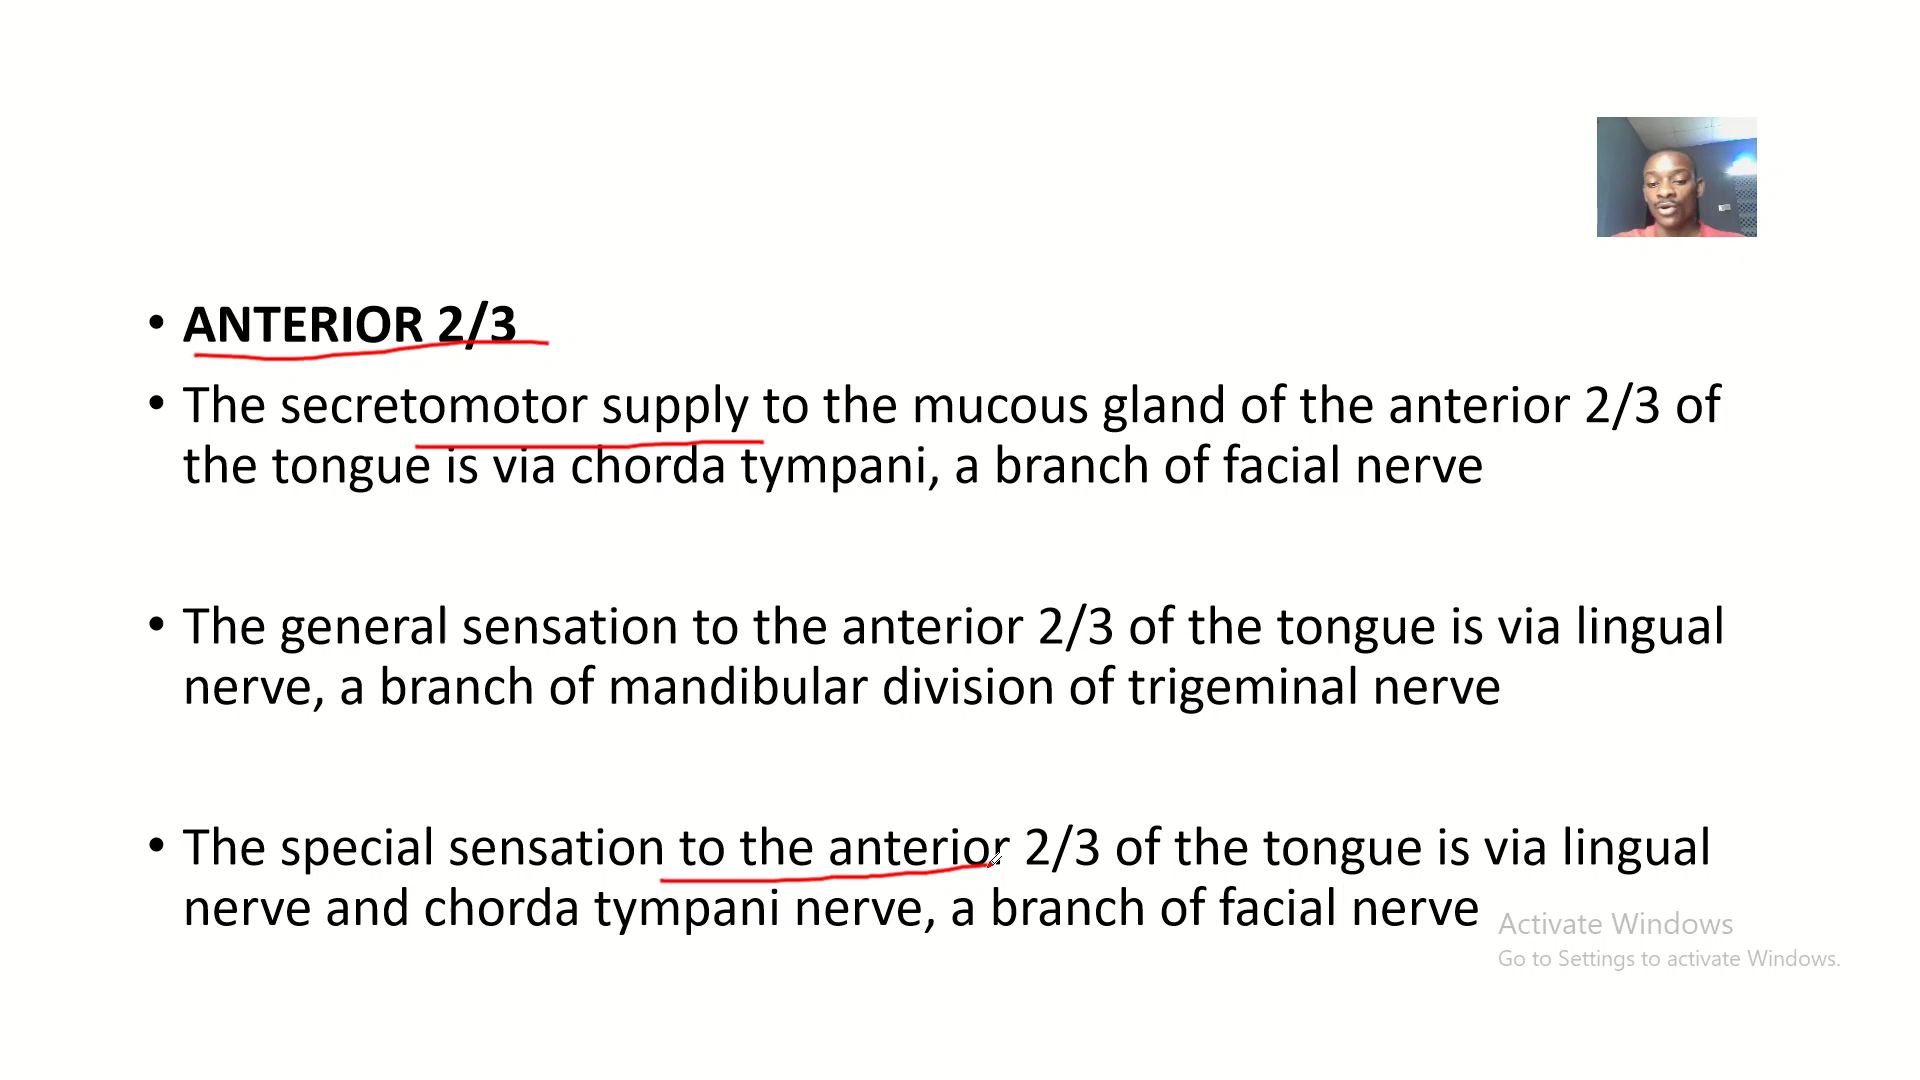 • ANTERIOR 2/3
• The secretomotor supply to the mucous gland of the anterior 2/3 of
the tongue is via chorda tympani, a branch of facial nerve
• The general sensation to the anterior 2/3 of the tongue is via lingual
nerve, a branch of mandibular division of trigeminal nerve
• The special sensation to the anterior 2/3 of the tongue is via lingual
nerve and chorda tympani nerve, a branch of facial nerve
Activate Windows
Go to Settings to activate Windows.